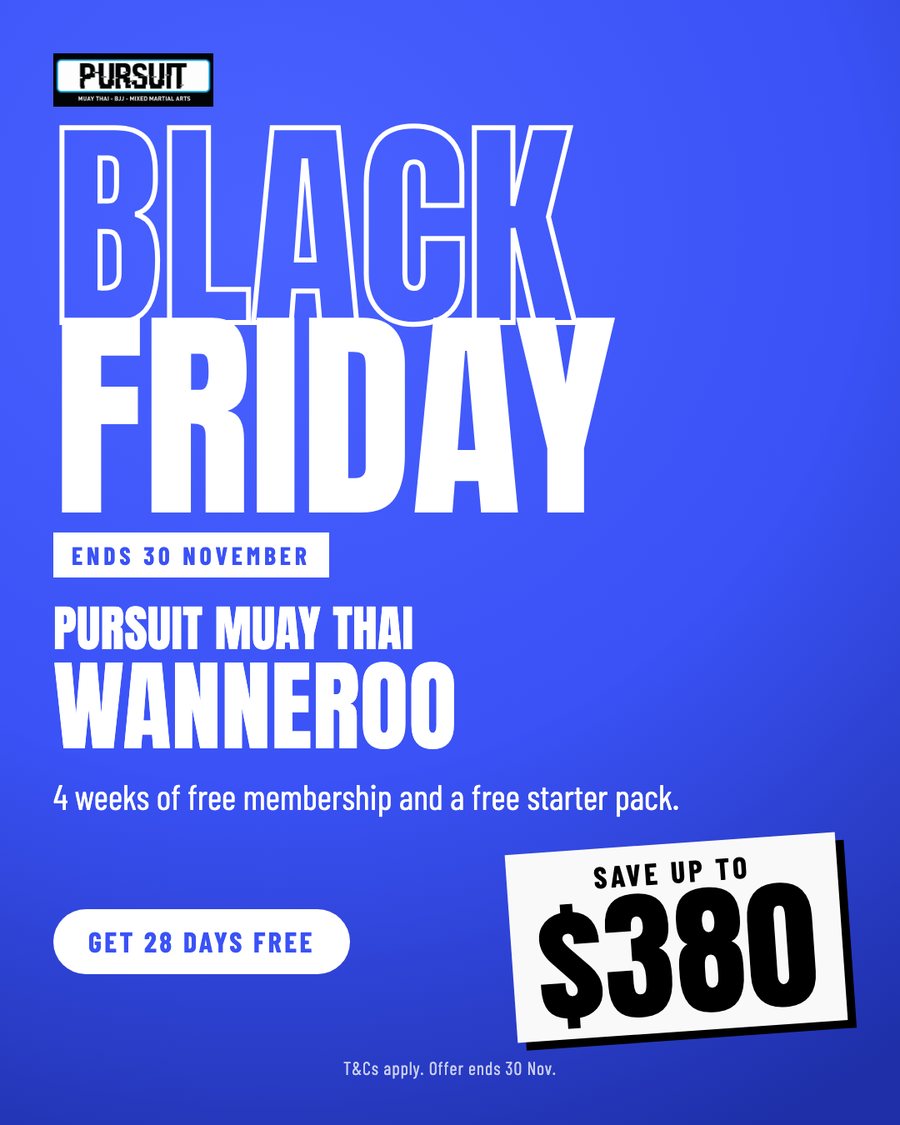 PURSUIT
MUAY THAI - BJJ - MIXED MARTIAL ARTS
BLACK
FRIDAY
ENDS 30 NOVEMBER
PURSUIT MUAY THAI
WANNEROO
4 weeks of free membership and a free starter pack.
SAVE UP TO
$380
GET 28 DAYS FREE
T&Cs apply. Offer ends 30 Nov.